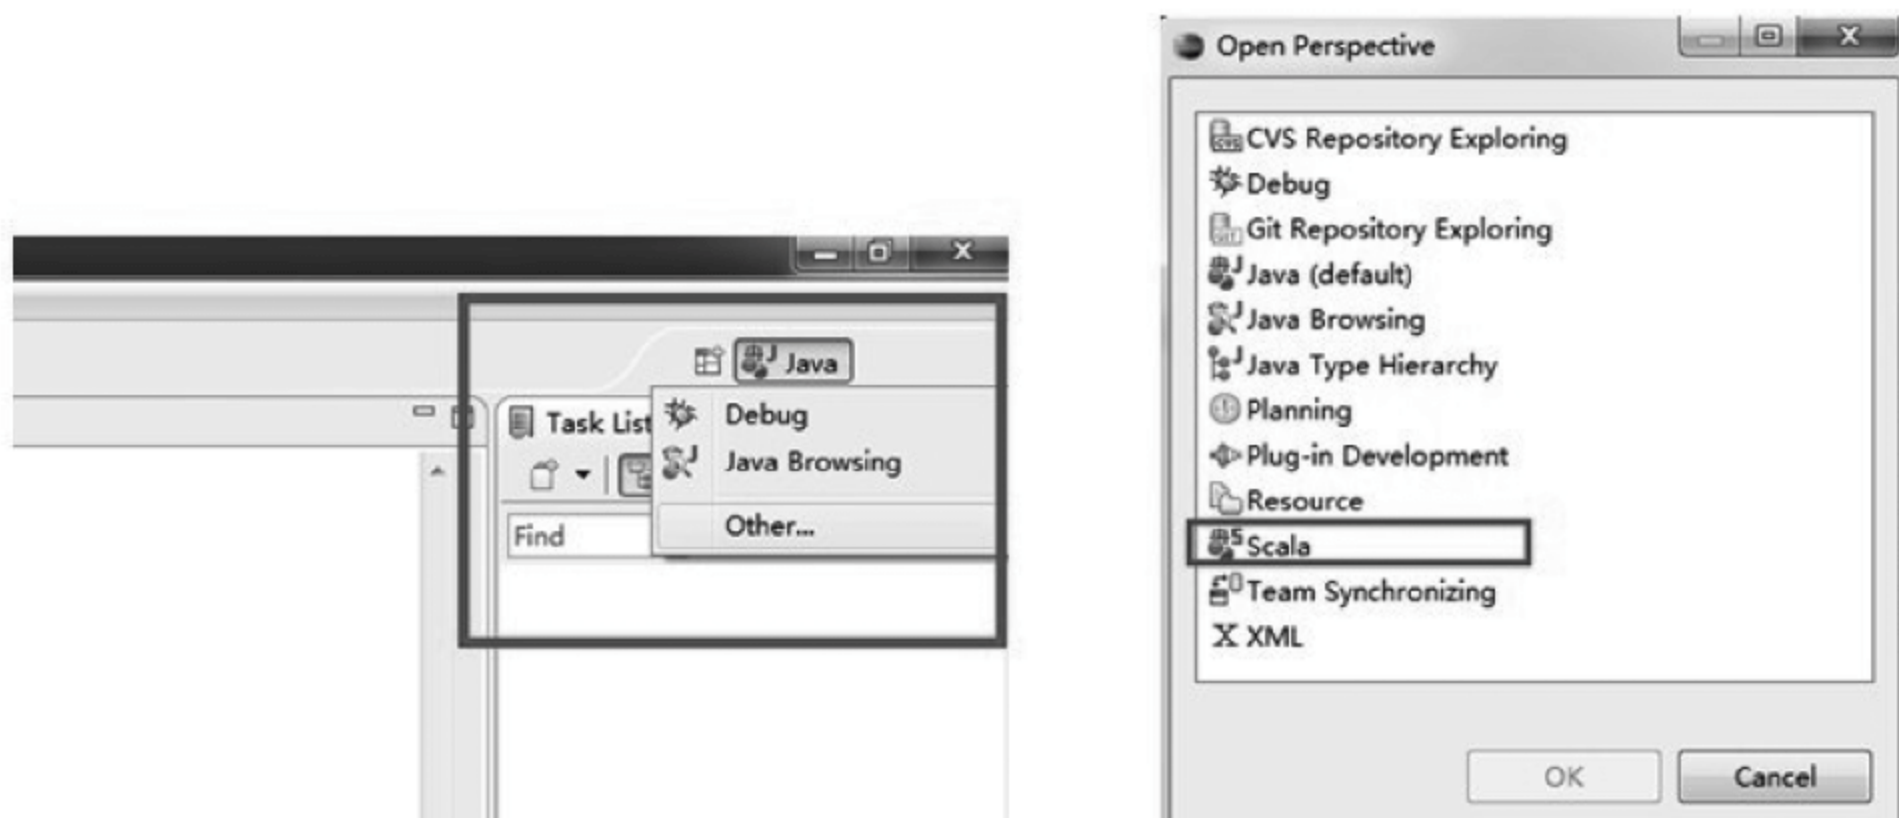 Java
Task List
Debug
Java Browsing
Other...
Find
Open Perspective
CVS Repository Exploring
Debug
Git Repository Exploring
Java (default)
Java Browsing
Java Type Hierarchy
Planning
Plug-in Development
Resource
Scala
Team Synchronizing
XML
OK
Cancel